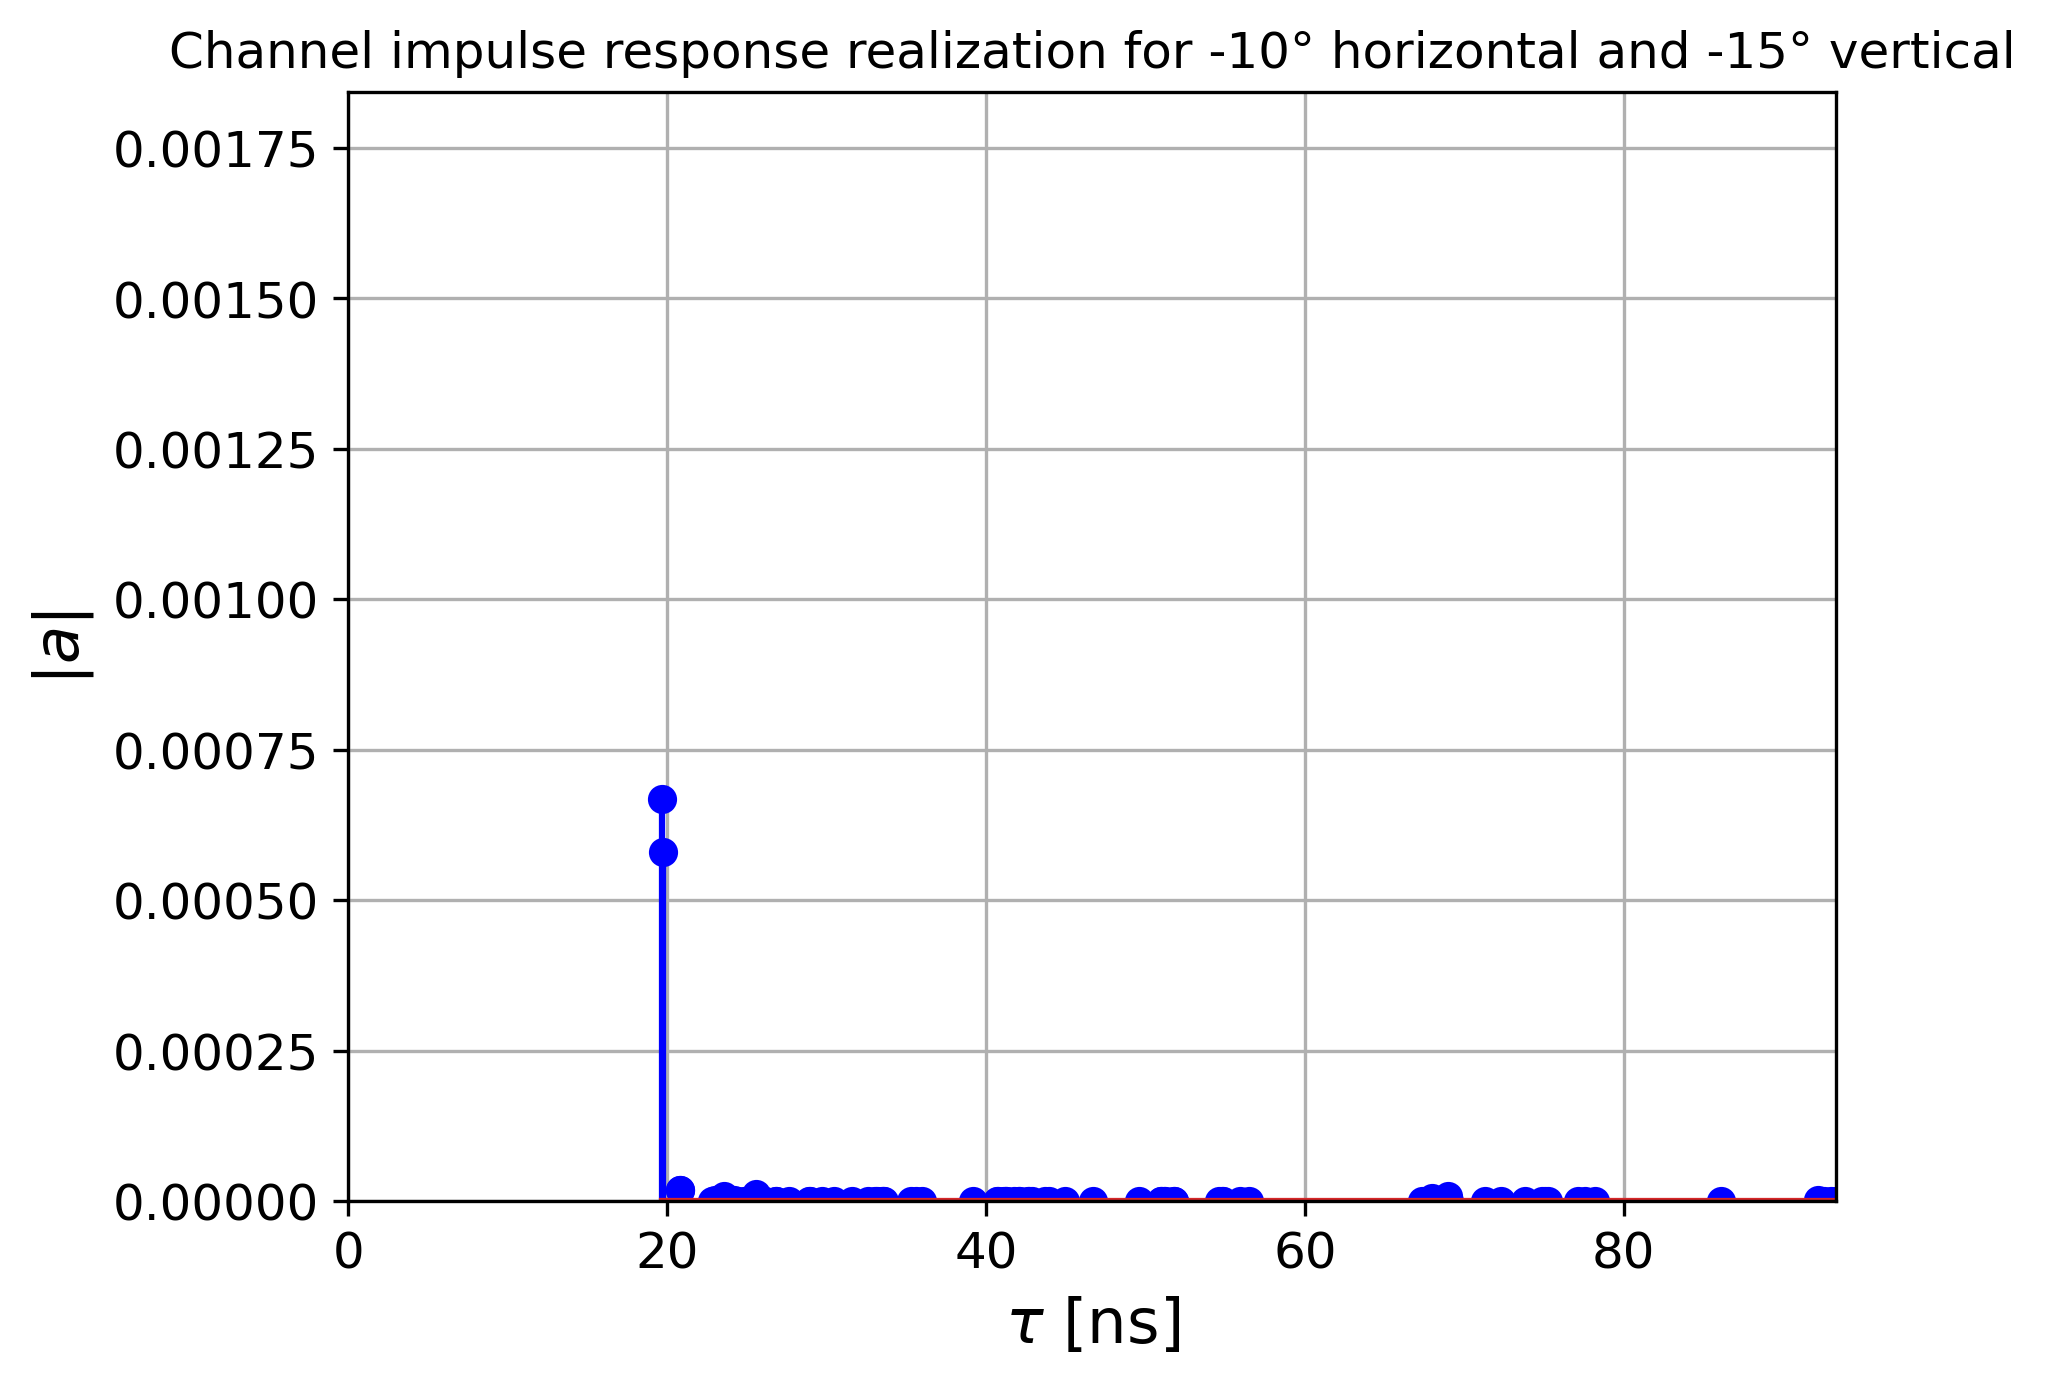 Channel impulse response realization for -10° horizontal and -15° vertical
0.00175
0.00150
0.00125
0.00100
0.00075
0.00050
0.00025
0.00000
|a|
0 20 40 60 80
τ [ns]